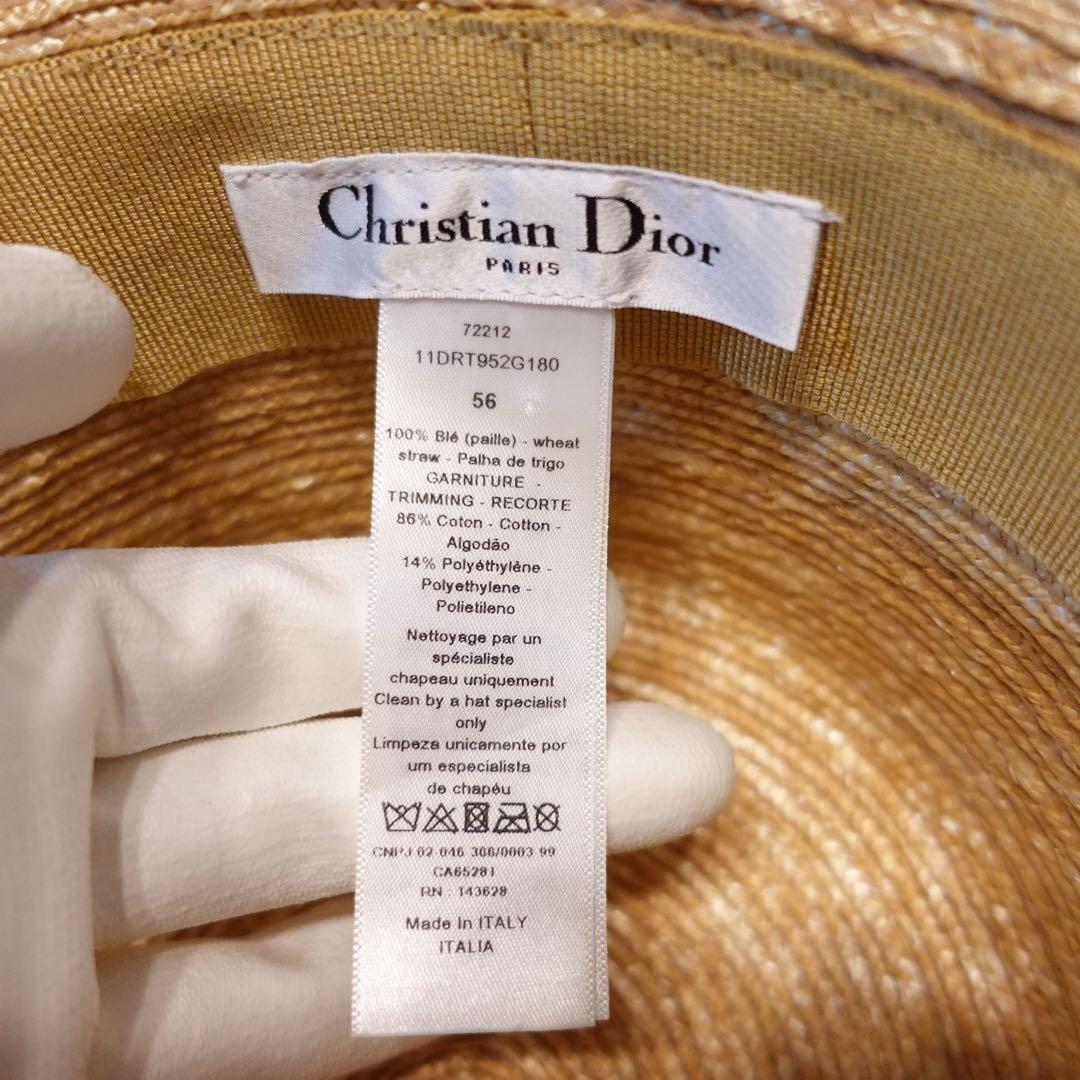 Christian Dior
PARIS
72212
11DRT952G180
56
100% Blé (paille) - wheat
straw - Palha de trigo
GARNITURE -
TRIMMING - RECORTE
86% Coton - Cotton -
Algodão
14% Polyéthylène -
Polyethylene -
Polietileno
Nettoyage par un
spécialiste
chapeau uniquement
Clean by a hat specialist
only
Limpeza unicamente por
um especialista
de chapéu
CNPJ 02 046 366/0003 99
CA65281
RN : 143628
Made In ITALY
ITALIA